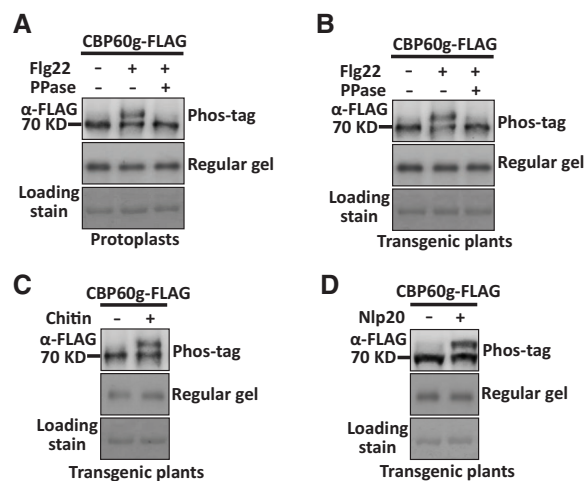 A
CBP60g-FLAG
Flg22 - + +
PPase - - +
α-FLAG
70 KD
Phos-tag
Regular gel
Loading stain
Protoplasts
B
CBP60g-FLAG
Flg22 - + +
PPase - - +
α-FLAG
70 KD
Phos-tag
Regular gel
Loading stain
Transgenic plants
C
CBP60g-FLAG
Chitin - +
α-FLAG
70 KD
Phos-tag
Regular gel
Loading stain
Transgenic plants
D
CBP60g-FLAG
Nlp20 - +
α-FLAG
70 KD
Phos-tag
Regular gel
Loading stain
Transgenic plants